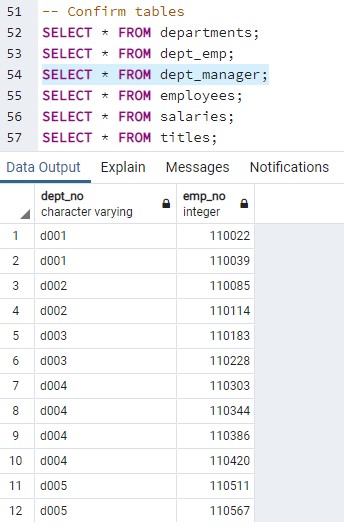 51 -- Confirm tables
52 SELECT * FROM departments;
53 SELECT * FROM dept_emp;
54 SELECT * FROM dept_manager;
55 SELECT * FROM employees;
56 SELECT * FROM salaries;
57 SELECT * FROM titles;
Data Output Explain Messages Notifications
dept_no emp_no
character varying integer
1 d001 110022
2 d001 110039
3 d002 110085
4 d002 110114
5 d003 110183
6 d003 110228
7 d004 110303
8 d004 110344
9 d004 110386
10 d004 110420
11 d005 110511
12 d005 110567